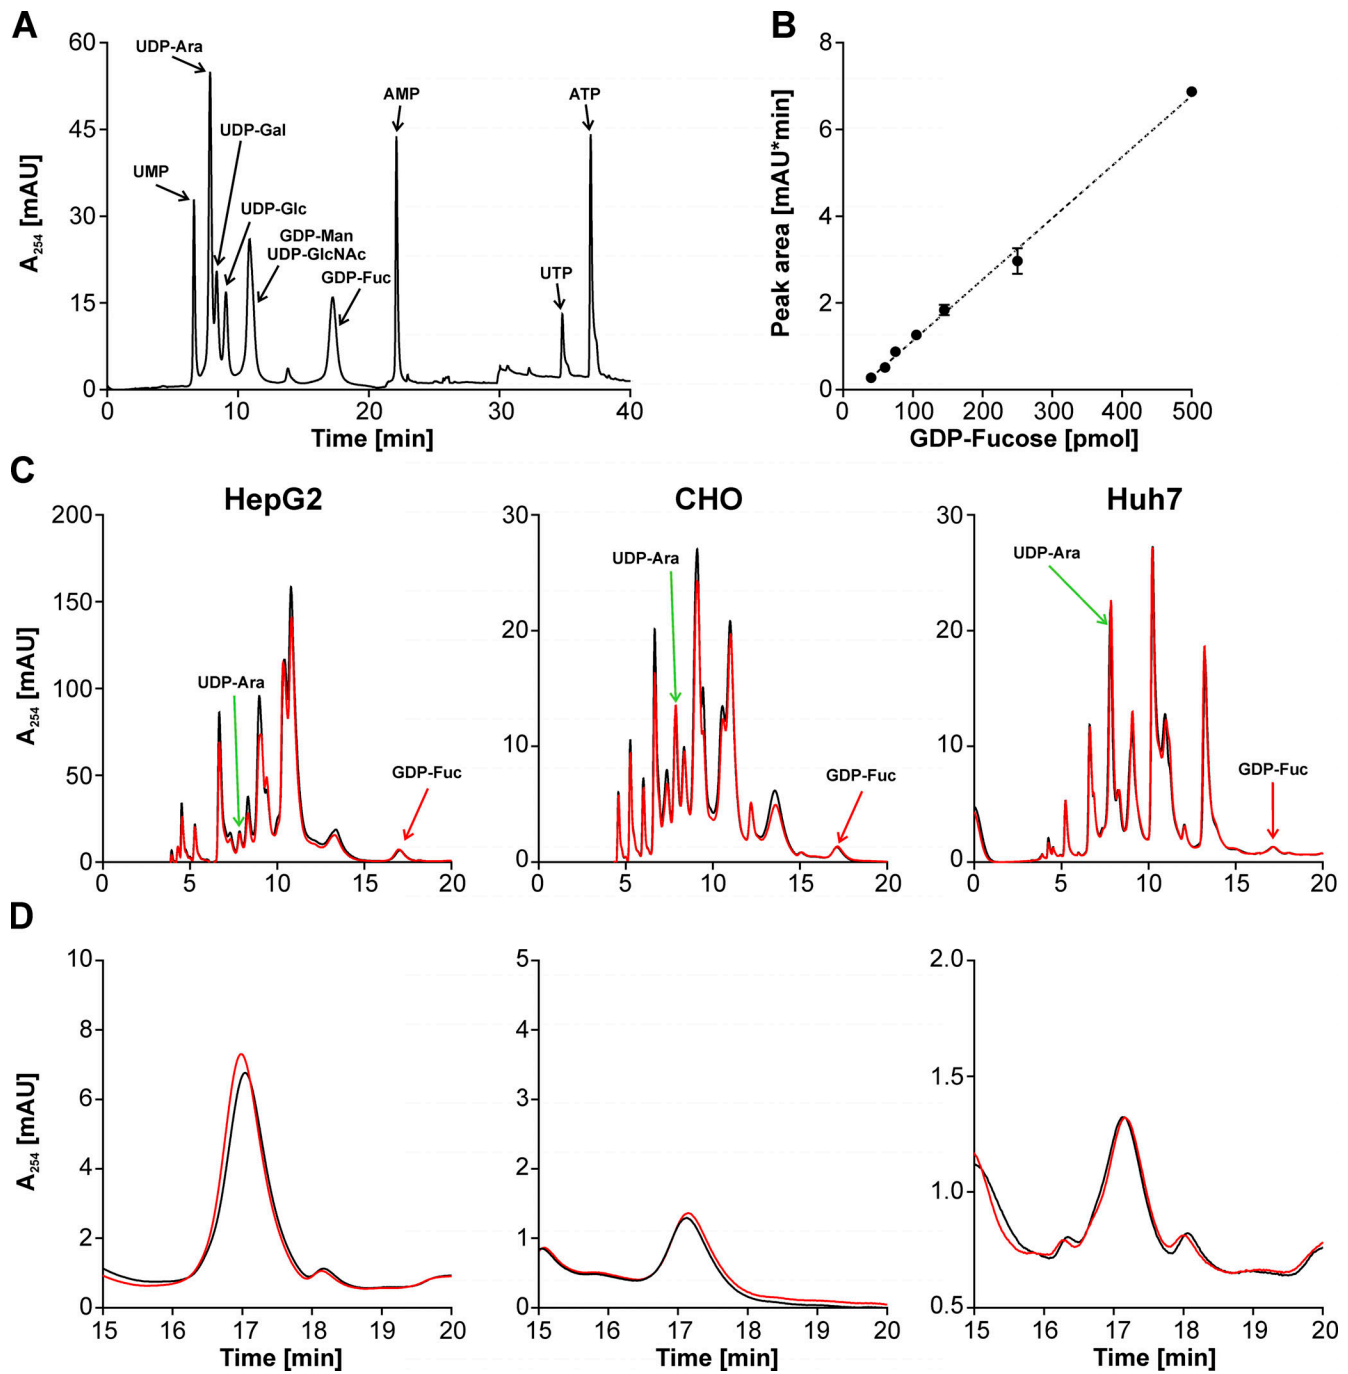 A
60
45
30
15
0
A254 [mAU]
UDP-Ara
UDP-Gal
UMP
UDP-Glc
GDP-Man
UDP-GlcNAc
GDP-Fuc
AMP
UTP
ATP
0 10 20 30 40
Time [min]
B
8
6
4
2
0
Peak area [mAU*min]
0 100 200 300 400 500
GDP-Fucose [pmol]
C
HepG2
200
150
100
50
0
A254 [mAU]
UDP-Ara
GDP-Fuc
0 5 10 15 20
CHO
30
20
10
0
UDP-Ara
GDP-Fuc
0 5 10 15 20
Huh7
30
20
10
0
UDP-Ara
GDP-Fuc
0 5 10 15 20
D
10
8
6
4
2
0
A254 [mAU]
15 16 17 18 19 20
Time [min]
5
4
3
2
1
0
15 16 17 18 19 20
Time [min]
2.0
1.5
1.0
0.5
15 16 17 18 19 20
Time [min]